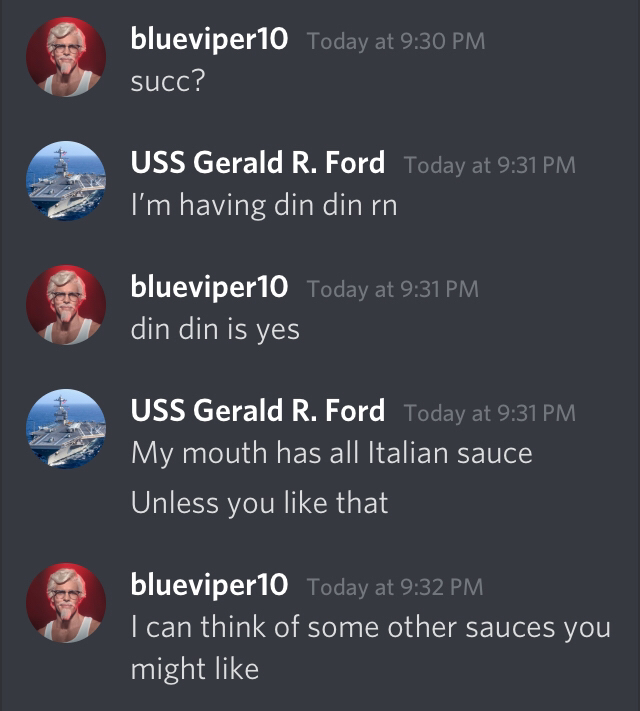 blueviper10 Today at 9:30 PM
succ?
USS Gerald R. Ford Today at 9:31 PM
I’m having din din rn
blueviper10 Today at 9:31 PM
din din is yes
USS Gerald R. Ford Today at 9:31 PM
My mouth has all Italian sauce
Unless you like that
blueviper10 Today at 9:32 PM
I can think of some other sauces you
might like